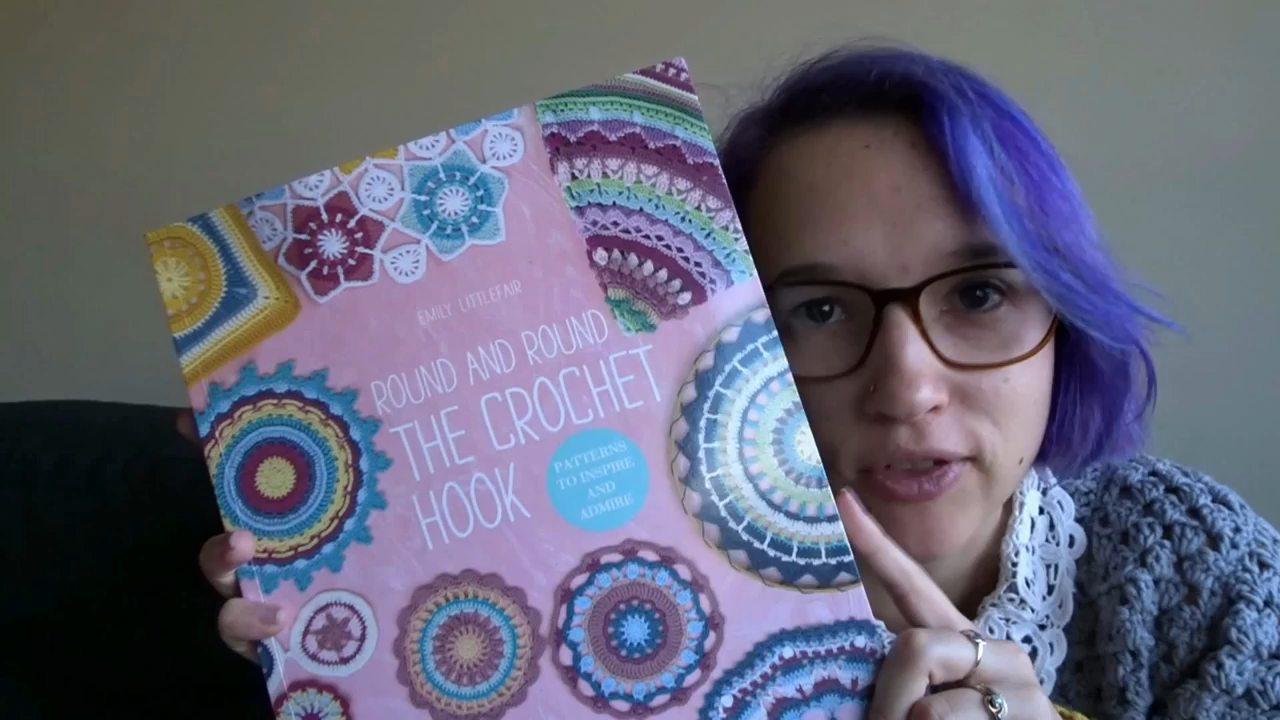 EMILY LITTLEFAIR
ROUND AND ROUND
THE CROCHET
HOOK
PATTERNS
TO INSPIRE
AND
ADMIRE